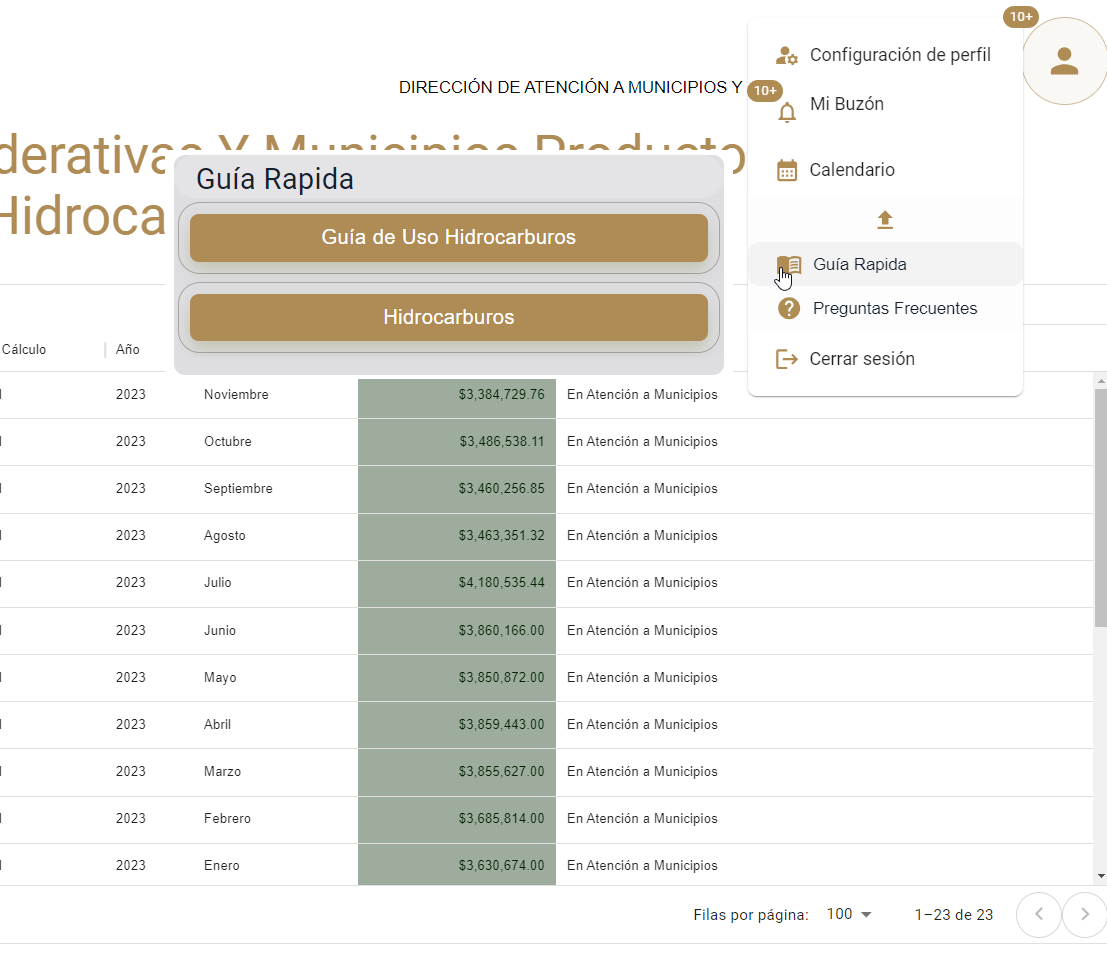 10+
Configuración de perfil
DIRECCIÓN DE ATENCIÓN A MUNICIPIOS Y
10+
Mi Buzón
Calendario
Guía Rapida
Preguntas Frecuentes
Cerrar sesión
Hidroca
Guía Rapida
Guía de Uso Hidrocarburos
Hidrocarburos
Cálculo Año
2023 Noviembre $3,384,729.76 En Atención a Municipios
2023 Octubre $3,486,538.11 En Atención a Municipios
2023 Septiembre $3,460,256.85 En Atención a Municipios
2023 Agosto $3,463,351.32 En Atención a Municipios
2023 Julio $4,180,535.44 En Atención a Municipios
2023 Junio $3,860,166.00 En Atención a Municipios
2023 Mayo $3,850,872.00 En Atención a Municipios
2023 Abril $3,859,443.00 En Atención a Municipios
2023 Marzo $3,855,627.00 En Atención a Municipios
2023 Febrero $3,685,814.00 En Atención a Municipios
2023 Enero $3,630,674.00 En Atención a Municipios
Filas por página: 100 1–23 de 23